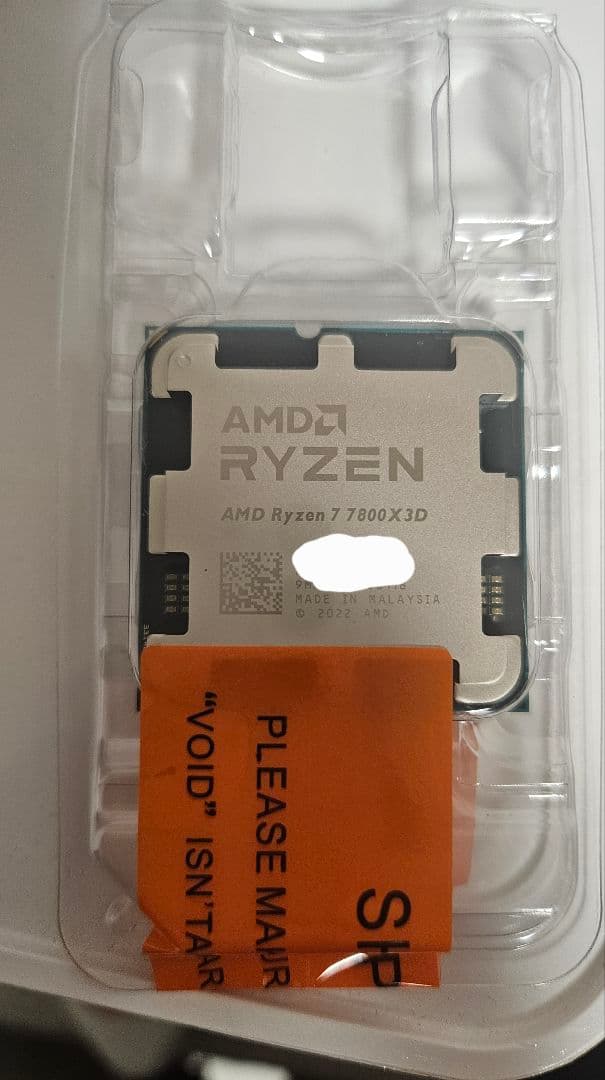 AMD
RYZEN
AMD Ryzen 7 7800X3D
MADE IN MALAYSIA
© 2022 AMD
PLEASE
"VOID" ISN'T